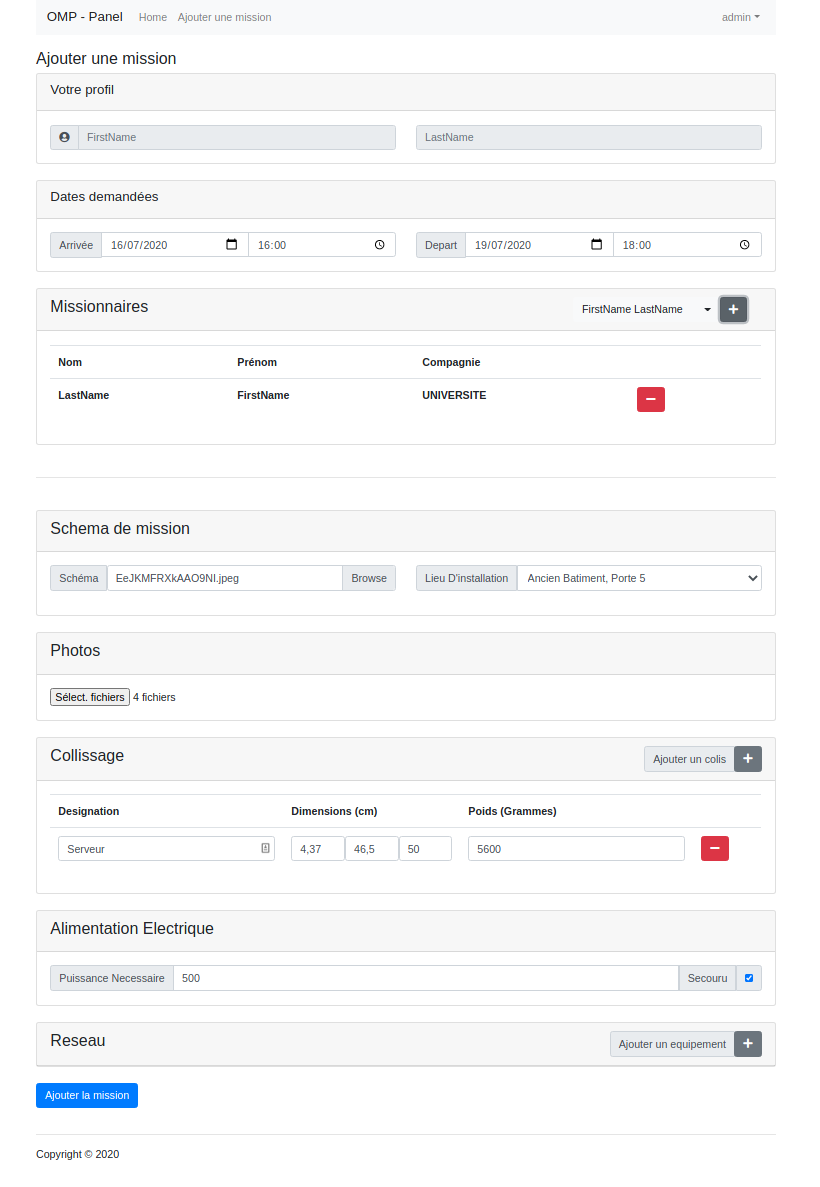 OMP - Panel Home Ajouter une mission admin
Ajouter une mission
Votre profil
FirstName LastName
Dates demandées
Arrivée 16/07/2020 16:00 Depart 19/07/2020 18:00
Missionnaires FirstName LastName
Nom Prénom Compagnie
LastName FirstName UNIVERSITE
Schema de mission
Schéma EeJKMFRXkAAO9NI.jpeg Browse Lieu D'installation Ancien Batiment, Porte 5
Photos
Sélect. fichiers 4 fichiers
Collissage Ajouter un colis
Designation Dimensions (cm) Poids (Grammes)
Serveur 4,37 46,5 50 5600
Alimentation Electrique
Puissance Necessaire 500 Secouru
Reseau Ajouter un equipement
Ajouter la mission
Copyright © 2020